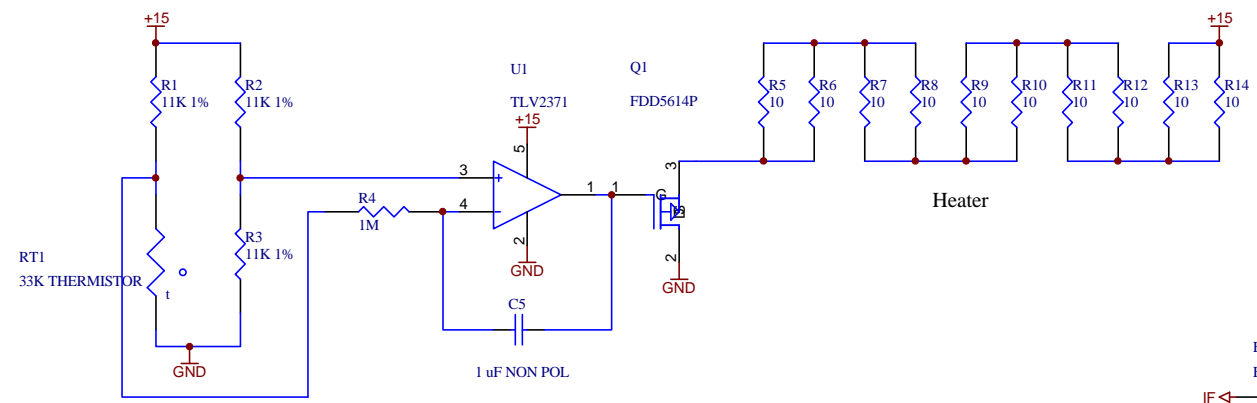 +15
R1
11K 1%
R2
11K 1%
RT1
33K THERMISTOR
t
R3
11K 1%
GND
R4
1M
U1
TLV2371
+15
5
3
+
4
-
1
2
GND
C5
1 uF NON POL
Q1
FDD5614P
1
G
3
2
GND
R5
10
R6
10
R7
10
R8
10
R9
10
R10
10
R11
10
R12
10
R13
10
R14
10
+15
Heater
IF